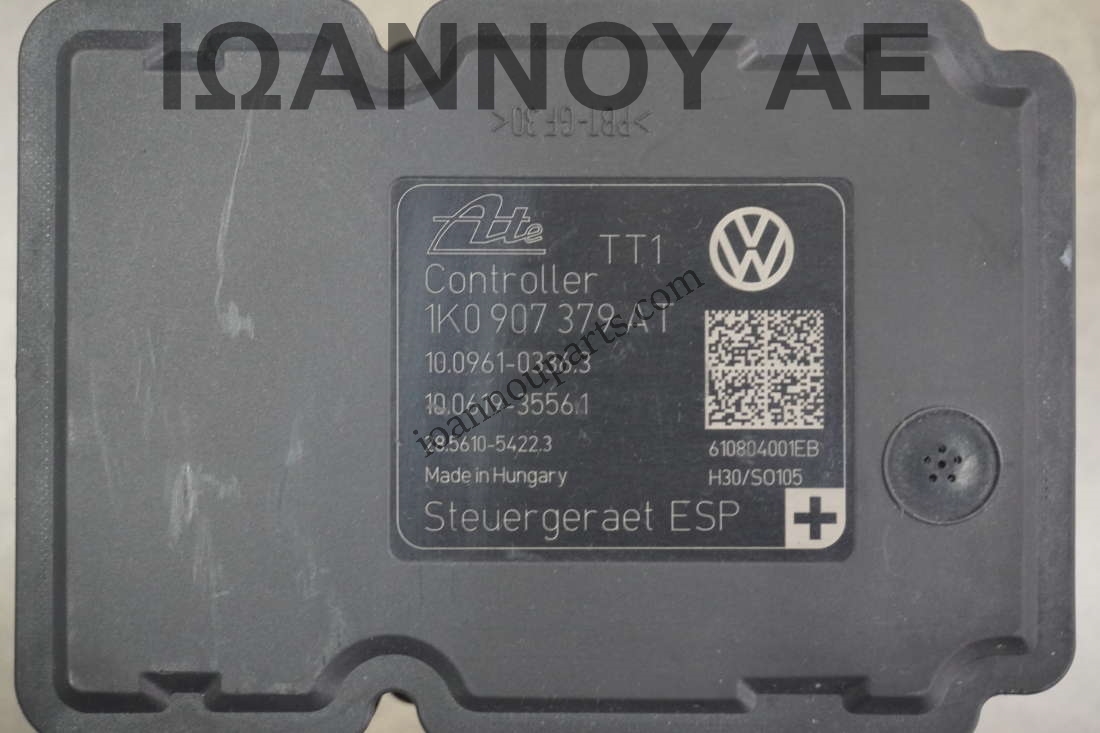 ΙΩΑΝΝΟΥ ΑΕ
>PBT-GF30<
Ate
TT1
Controller
1K0 907 379 AT
10.0961-0336.3
10.0619-3556.1
28.5610-5422.3
610804001EB
Made in Hungary
H30/SO105
Steuergeraet ESP
ioannouparts.com